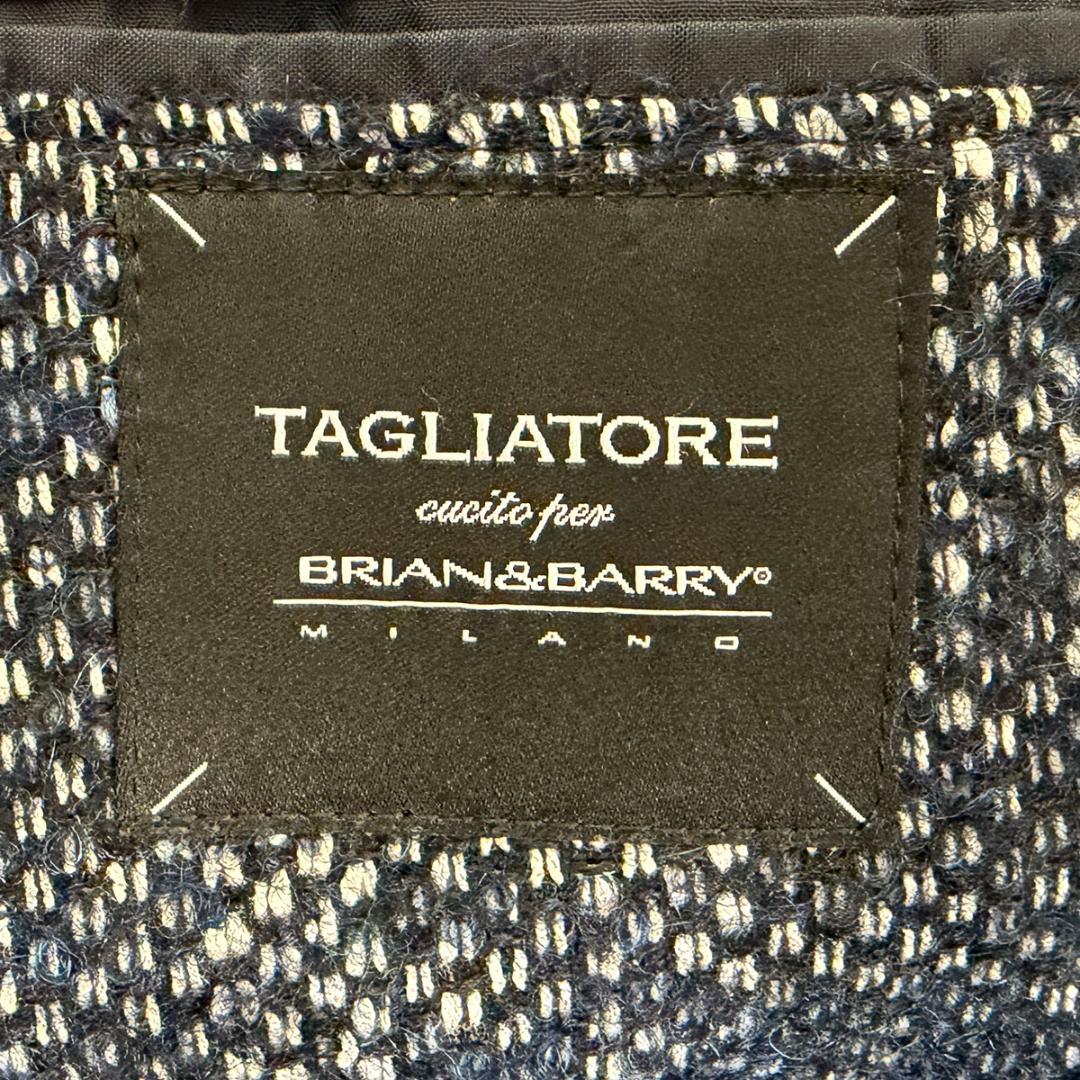 TAGLIATORE
cucito per
BRIAN&BARRY®
MILANO